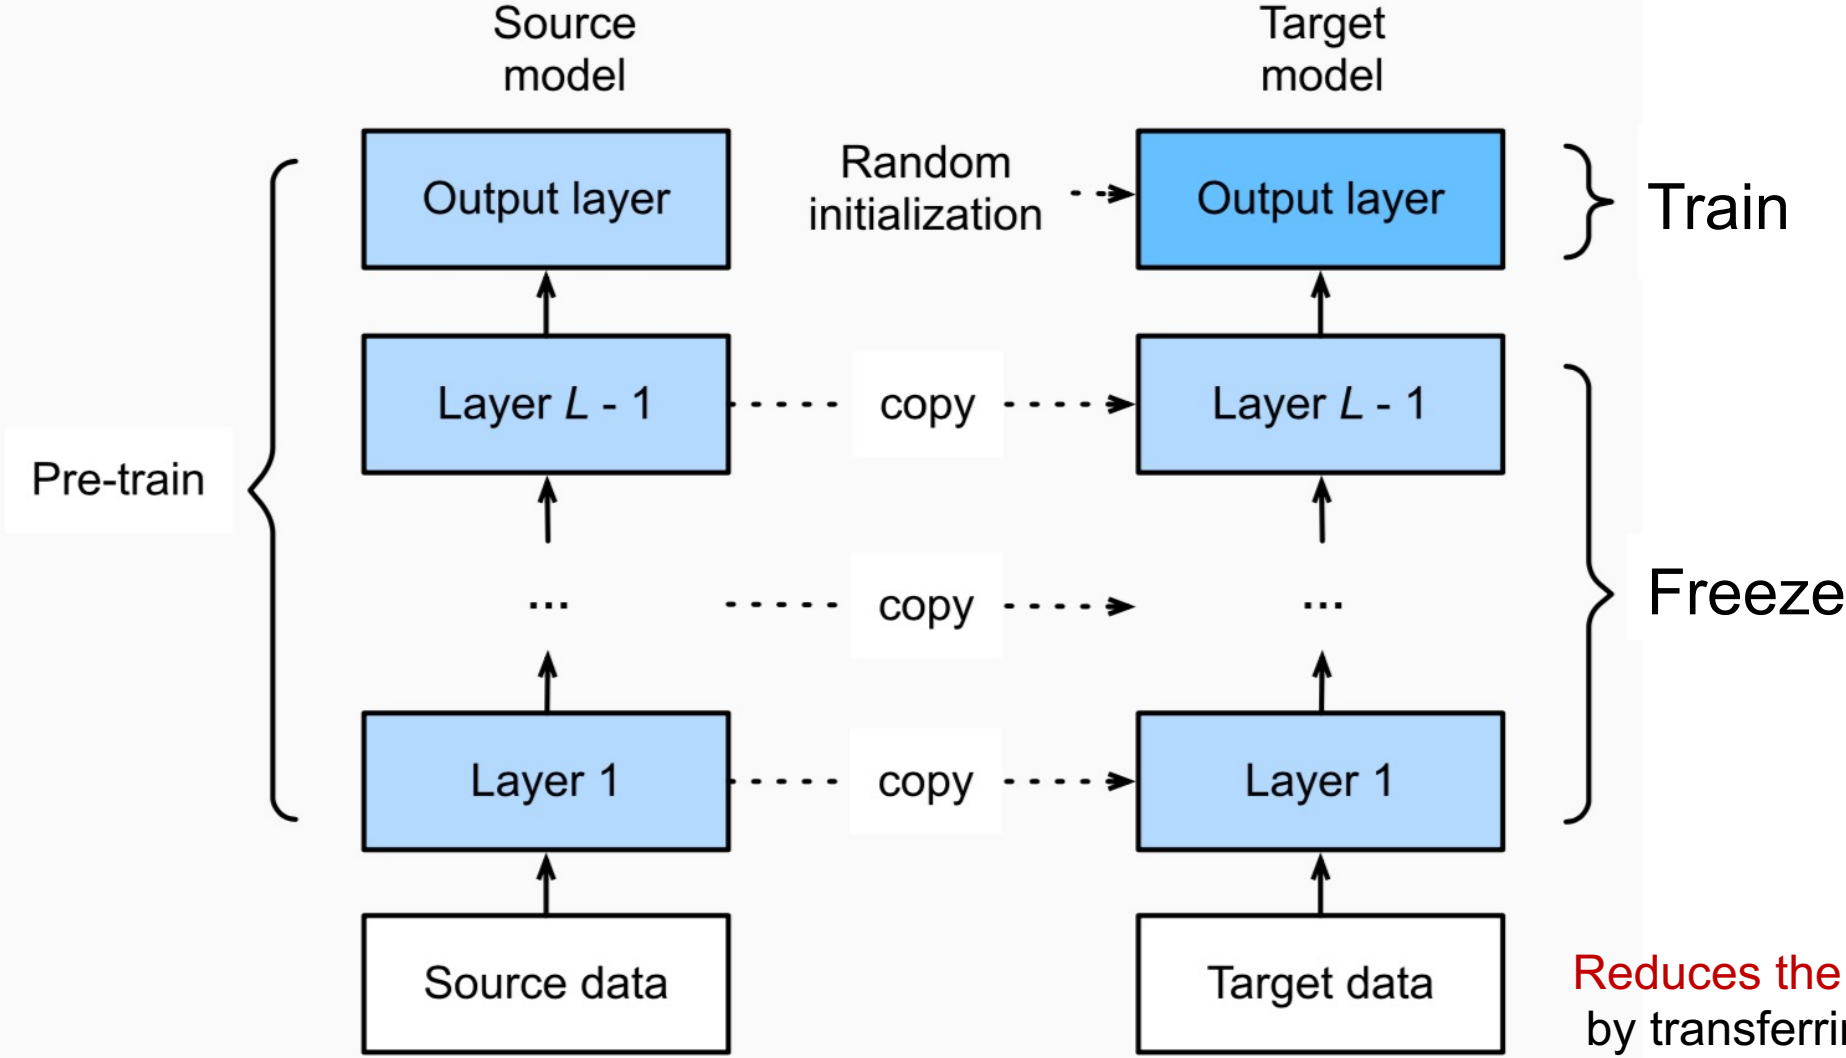 Source
model
Target
model
Output layer
Random
initialization
Output layer
Train
Layer L - 1
copy
Layer L - 1
Pre-train
...
copy
...
Freeze
Layer 1
copy
Layer 1
Source data
Target data
Reduces the
by